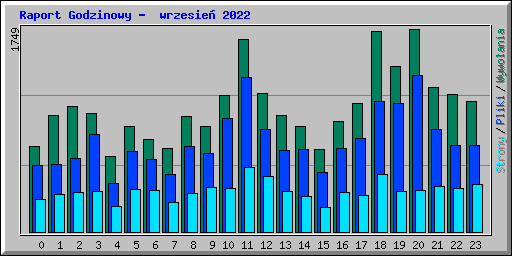 Raport Godzinowy - wrzesień 2022
1749
Strony / Pliki / Wywołania
0 1 2 3 4 5 6 7 8 9 10 11 12 13 14 15 16 17 18 19 20 21 22 23